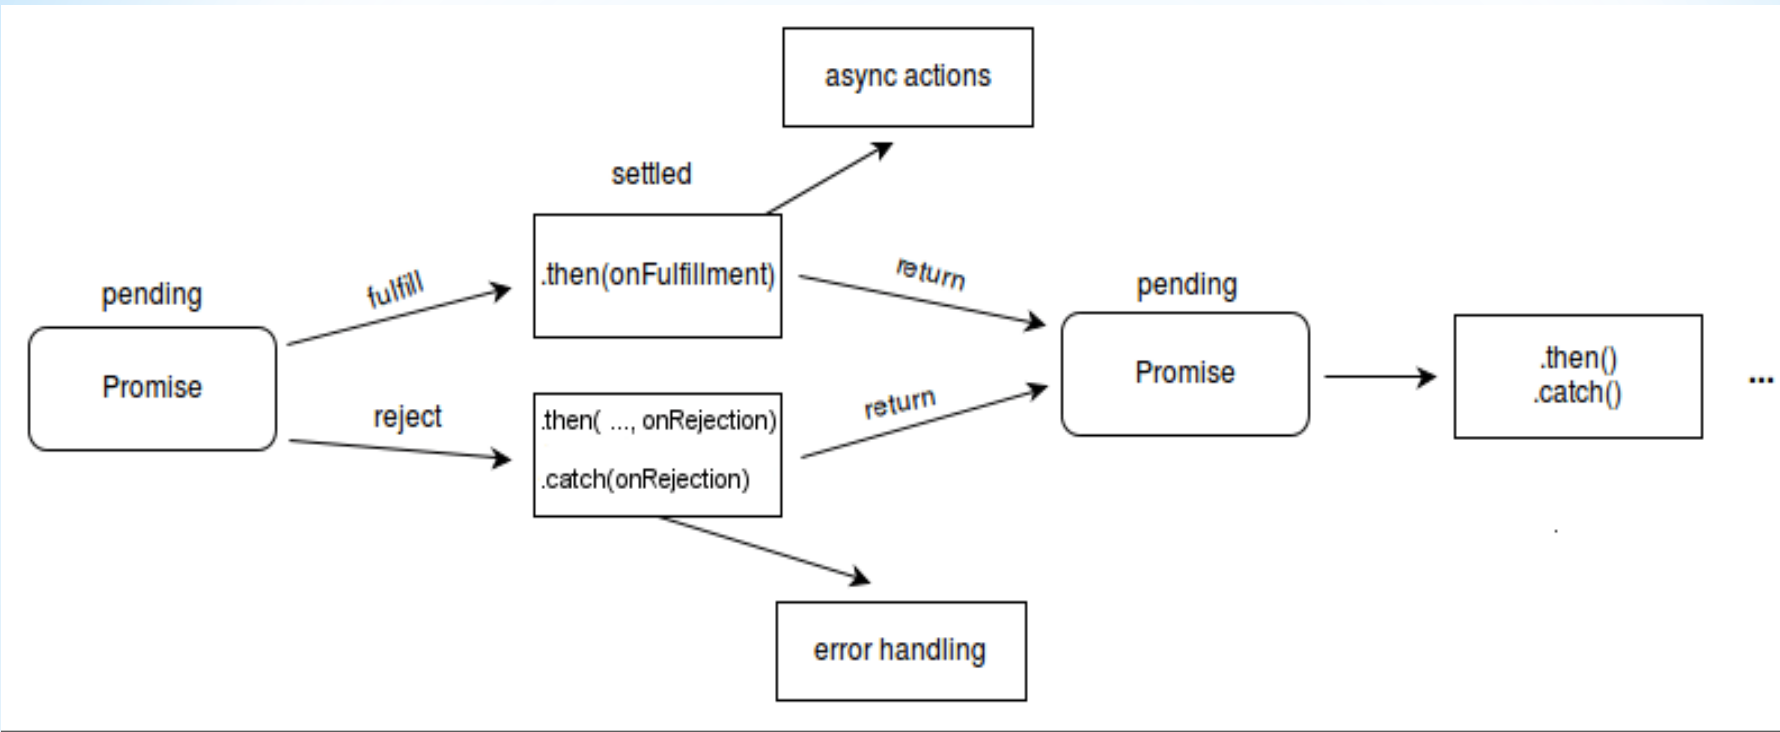 async actions
settled
.then(onFulfillment)
fulfill
return
pending
pending
Promise
Promise
.then()
.catch()
...
reject
.then( ..., onRejection)
.catch(onRejection)
return
error handling